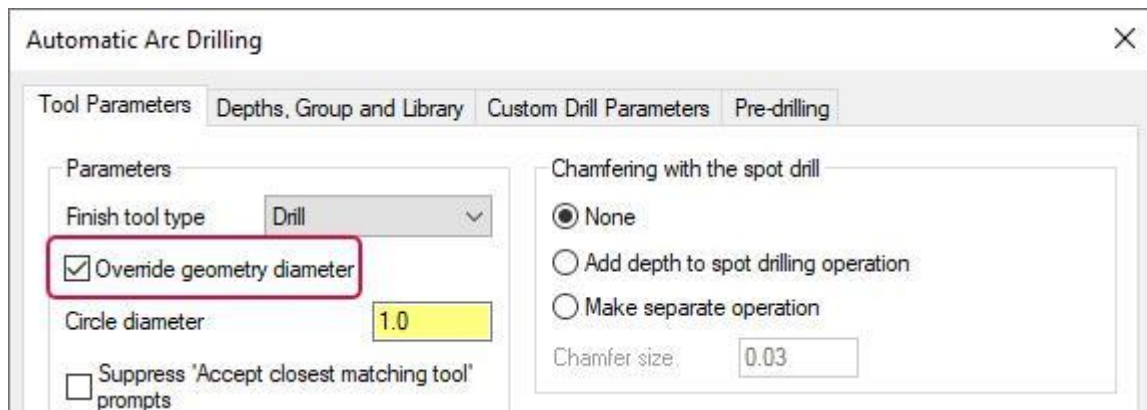 Automatic Arc Drilling
Tool Parameters Depths, Group and Library Custom Drill Parameters Pre-drilling
Parameters
Finish tool type Drill
Override geometry diameter
Circle diameter 1.0
Suppress 'Accept closest matching tool'
prompts
Chamfering with the spot drill
None
Add depth to spot drilling operation
Make separate operation
Chamfer size 0.03